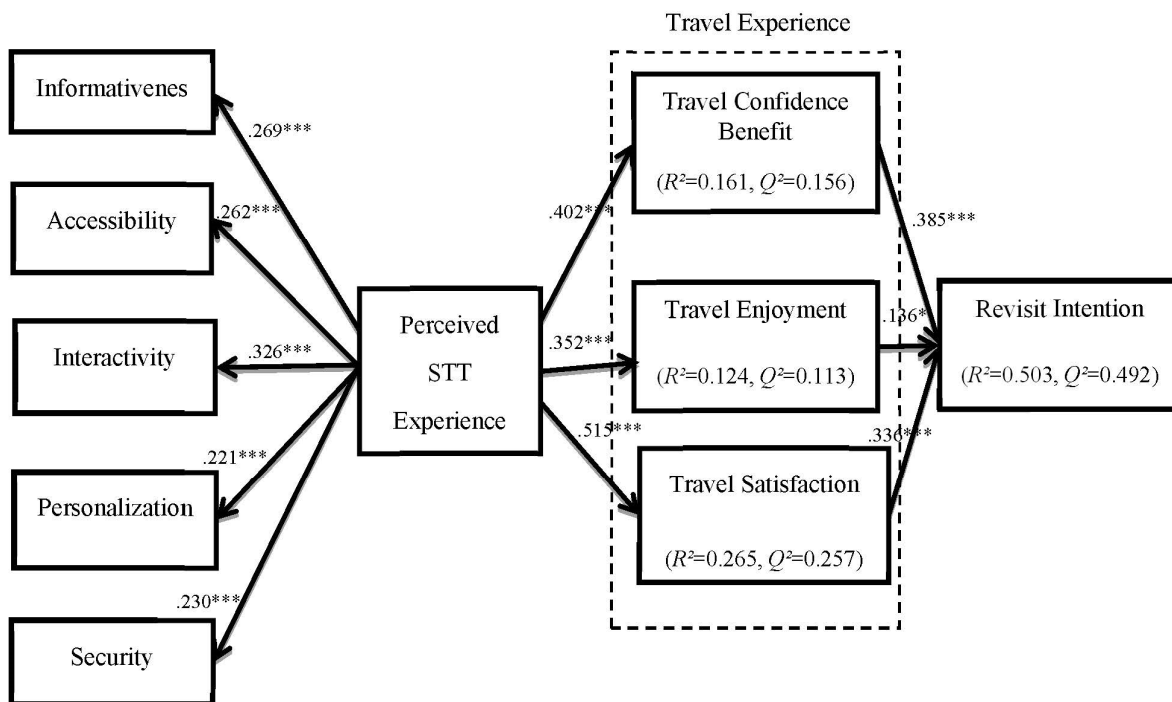 Travel Experience
Informativenes
.269***
Accessibility
.262***
Interactivity
.326***
Personalization
.221***
Security
.230***
Perceived
STT
Experience
.402***
.352***
.515***
Travel Confidence
Benefit
(R²=0.161, Q²=0.156)
Travel Enjoyment
(R²=0.124, Q²=0.113)
Travel Satisfaction
(R²=0.265, Q²=0.257)
.385***
.136*
.336***
Revisit Intention
(R²=0.503, Q²=0.492)